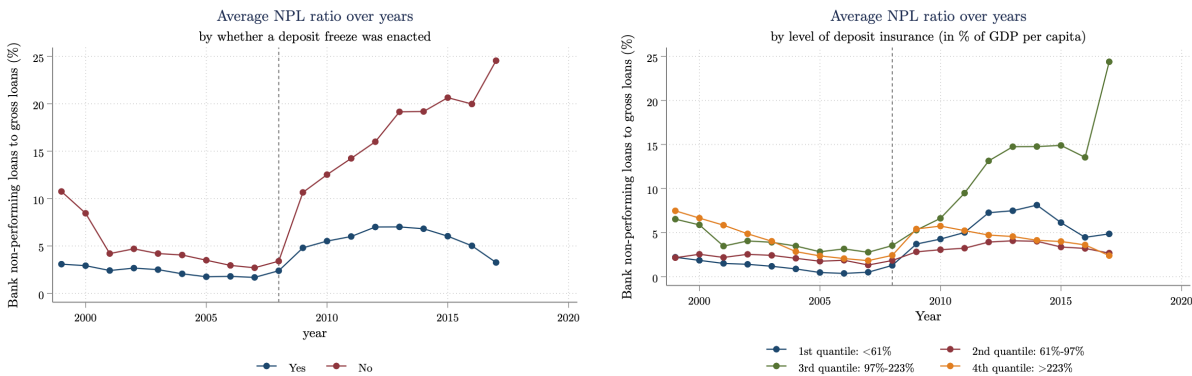 Average NPL ratio over years
by whether a deposit freeze was enacted
Bank non-performing loans to gross loans (%)
25
20
15
10
5
0
2000
2005
2010
2015
2020
year
Yes
No
Average NPL ratio over years
by level of deposit insurance (in % of GDP per capita)
Bank non-performing loans to gross loans (%)
25
20
15
10
5
0
2000
2005
2010
2015
2020
Year
1st quantile: <61%
2nd quantile: 61%-97%
3rd quantile: 97%-223%
4th quantile: >223%